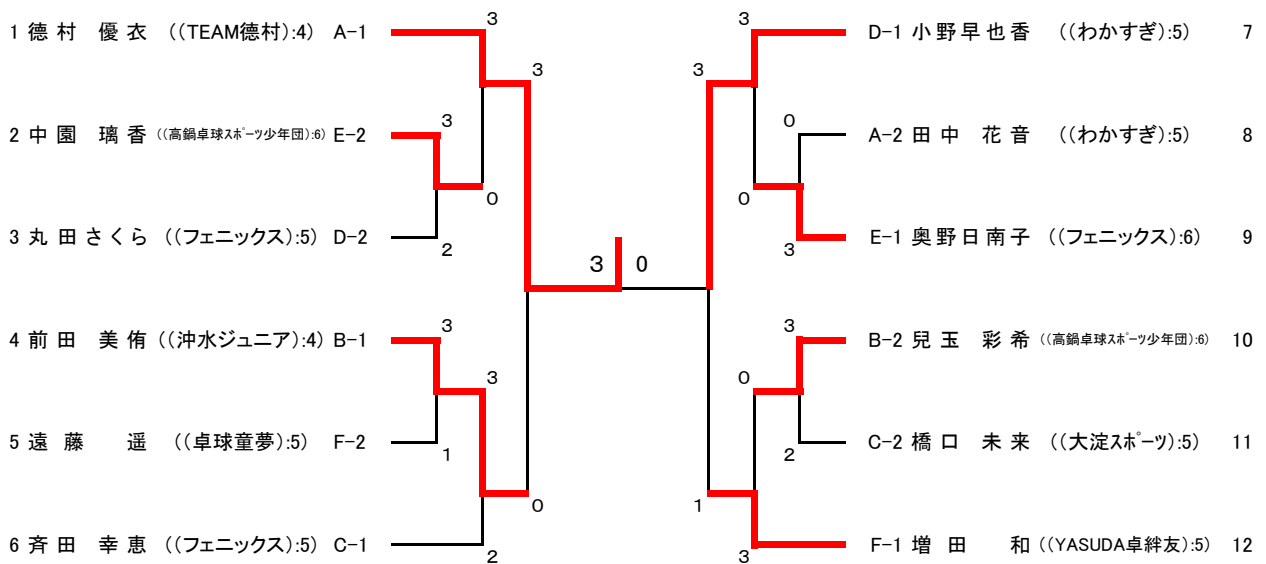 1 德村 優衣 ((TEAM德村):4) A-1
3
3
2 中園 璃香 ((高鍋卓球スポーツ少年団):6) E-2
3
0
3 丸田さくら ((フェニックス):5) D-2
2
4 前田 美侑 ((沖水ジュニア):4) B-1
3
3
5 遠藤 遥 ((卓球童夢):5) F-2
1
0
6 斉田 幸恵 ((フェニックス):5) C-1
2
3 0
3
3
D-1 小野早也香 ((わかすぎ):5) 7
0
A-2 田中 花音 ((わかすぎ):5) 8
0
E-1 奥野日南子 ((フェニックス):6) 9
3
3
B-2 兒玉 彩希 ((高鍋卓球スポーツ少年団):6) 10
0
C-2 橋口 未来 ((大淀スポーツ):5) 11
2
1
F-1 増田 和 ((YASUDA卓絆友):5) 12
3